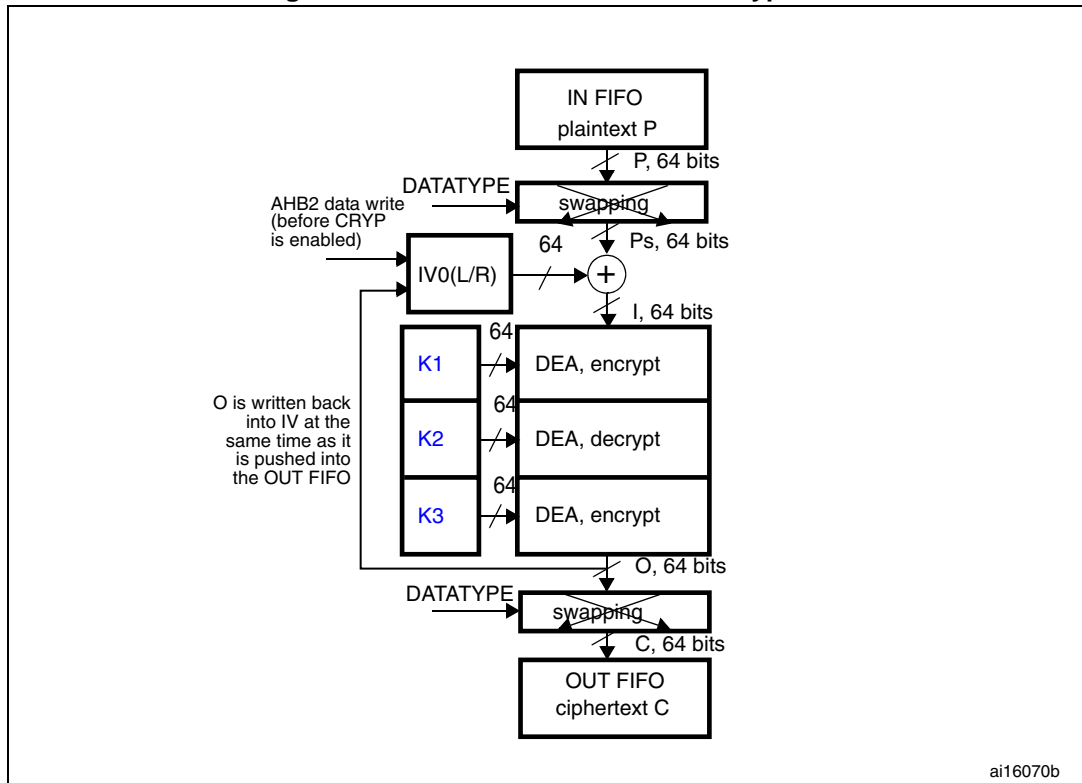 IN FIFO
plaintext P
P, 64 bits
DATATYPE
swapping
AHB2 data write
(before CRYP
is enabled)
Ps, 64 bits
64
IV0(L/R)
+
I, 64 bits
64
K1
DEA, encrypt
O is written back
into IV at the
same time as it
is pushed into
the OUT FIFO
64
K2
DEA, decrypt
64
K3
DEA, encrypt
O, 64 bits
DATATYPE
swapping
C, 64 bits
OUT FIFO
ciphertext C
ai16070b